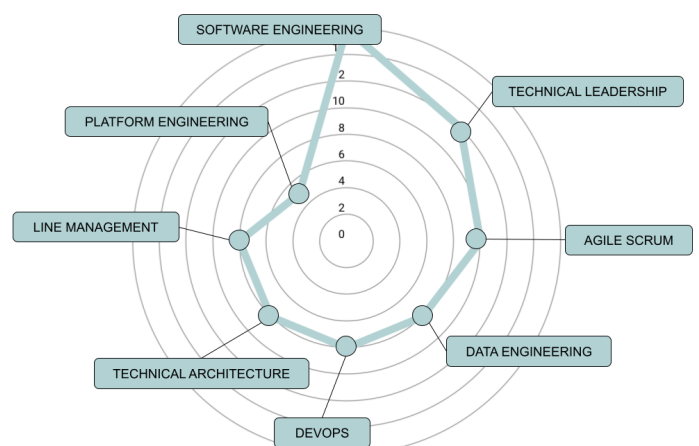 SOFTWARE ENGINEERING
1
2
TECHNICAL LEADERSHIP
10
PLATFORM ENGINEERING
8
6
4
2
LINE MANAGEMENT
0
AGILE SCRUM
DATA ENGINEERING
TECHNICAL ARCHITECTURE
DEVOPS